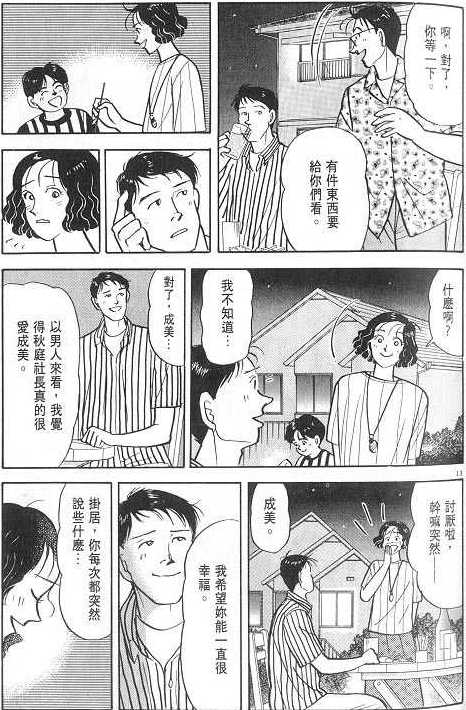 啊，對了，
你等一下。
有件東西要
給你們看。
什麼啊？
我不知道…
對了，成美…
以男人來看，我覺
得秋庭社長真的很
愛成美。
13
討厭啦，
幹嘛突然
成美。
我希望妳能一直很
幸福。
掛居，你每次都突然
說些什麼…